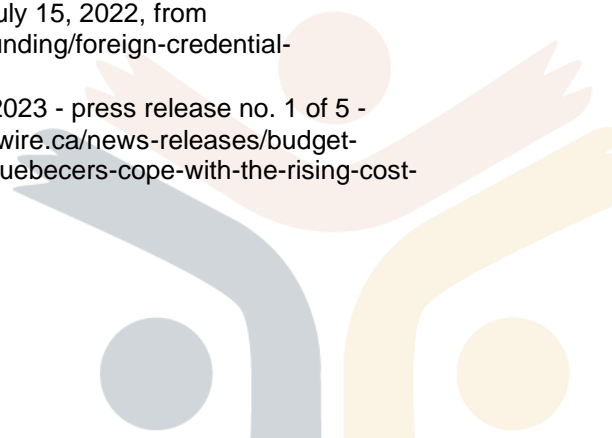 uly 15, 2022, from
unding/foreign-credential-
2023 - press release no. 1 of 5 -
wire.ca/news-releases/budget-
uebecers-cope-with-the-rising-cost-